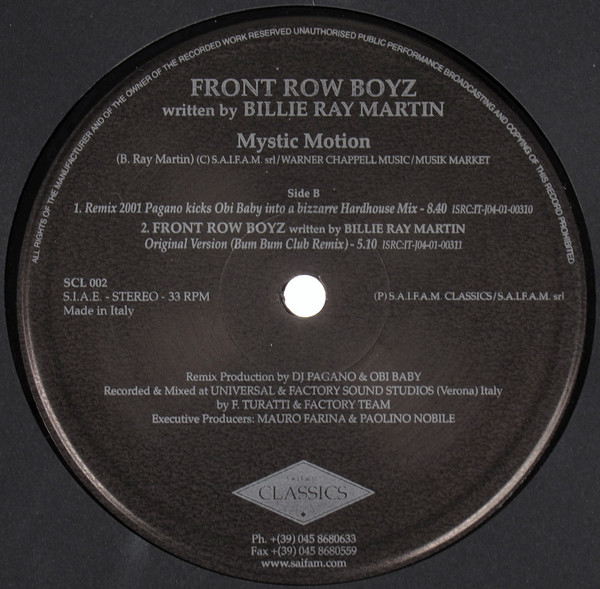 ALL RIGHTS OF THE MANUFACTURER AND OF THE OWNER OF THE RECORDED WORK RESERVED UNAUTHORISED PUBLIC PERFORMANCE BROADCASTING AND COPYING OF THIS RECORD PROHIBITED
FRONT ROW BOYZ
written by BILLIE RAY MARTIN
Mystic Motion
(B. Ray Martin) (C) S.A.I.F.A.M. srl/WARNER CHAPPELL MUSIC/MUSIK MARKET
Side B
1. Remix 2001 Pagano kicks Obi Baby into a bizzarre Hardhouse Mix - 8.40 ISRC:IT-J04-01-00310
2. FRONT ROW BOYZ written by BILLIE RAY MARTIN
Original Version (Bum Bum Club Remix) - 5.10 ISRC:IT-J04-01-00311
SCL 002
S.I.A.E. - STEREO - 33 RPM
(P) S.A.I.F.A.M. CLASSICS/S.A.I.F.A.M. srl
Made in Italy
Remix Production by DJ PAGANO & OBI BABY
Recorded & Mixed at UNIVERSAL & FACTORY SOUND STUDIOS (Verona) Italy
by F. TURATTI & FACTORY TEAM
Executive Producers: MAURO FARINA & PAOLINO NOBILE
saifam
CLASSICS
Ph. +(39) 045 8680633
Fax +(39) 045 8680559
www.saifam.com